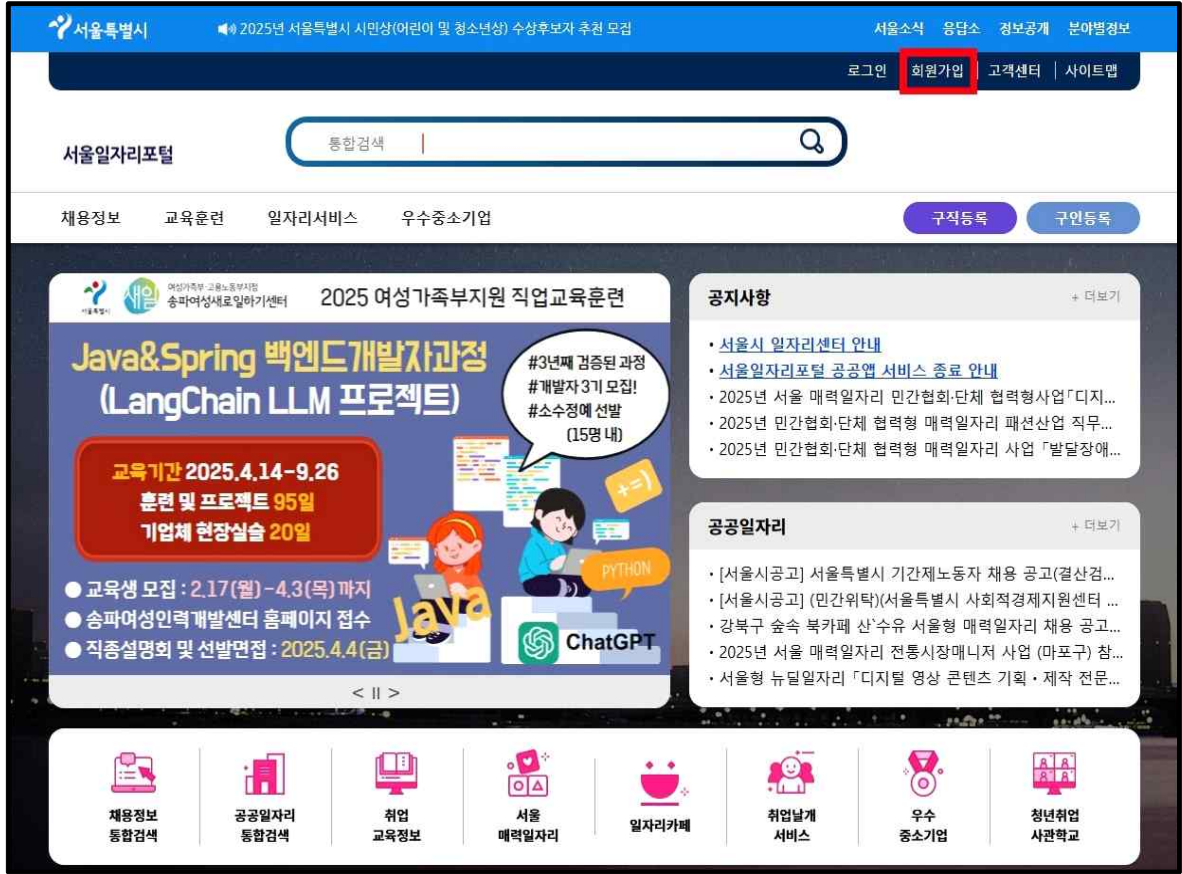 서울특별시
2025년 서울특별시 시민상(어린이 및 청소년상) 수상후보자 추천 모집
서울소식 응답소 정보공개 분야별정보
로그인 회원가입 고객센터 사이트맵
서울일자리포털
통합검색
채용정보 교육훈련 일자리서비스 우수중소기업
구직등록 구인등록
서울특별시
새일
여성가족부·고용노동부지정
송파여성새로일하기센터
2025 여성가족부지원 직업교육훈련
Java&Spring 백엔드개발자과정
(LangChain LLM 프로젝트)
#3년째 검증된 과정
#개발자 3기 모집!
#소수정예 선발
(15명 내)
교육기간 2025.4.14-9.26
훈련 및 프로젝트 95일
기업체 현장실습 20일
+=)
PYTHON
Java
ChatGPT
● 교육생 모집 : 2.17(월)-4.3(목)까지
● 송파여성인력개발센터 홈페이지 접수
● 직종설명회 및 선발면접 : 2025.4.4(금)
< II >
공지사항 + 더보기
· 서울시 일자리센터 안내
· 서울일자리포털 공공앱 서비스 종료 안내
· 2025년 서울 매력일자리 민간협회·단체 협력형사업「디지...
· 2025년 민간협회·단체 협력형 매력일자리 패션산업 직무...
· 2025년 민간협회·단체 협력형 매력일자리 사업 「발달장애...
공공일자리 + 더보기
· [서울시공고] 서울특별시 기간제노동자 채용 공고(결산검...
· [서울시공고] (민간위탁)(서울특별시 사회적경제지원센터 ...
· 강북구 숲속 북카페 산`수유 서울형 매력일자리 채용 공고...
· 2025년 서울 매력일자리 전통시장매니저 사업 (마포구) 참...
· 서울형 뉴딜일자리「디지털 영상 콘텐츠 기획·제작 전문...
채용정보
통합검색
공공일자리
통합검색
취업
교육정보
서울
매력일자리
일자리카페
취업날개
서비스
우수
중소기업
청년취업
사관학교